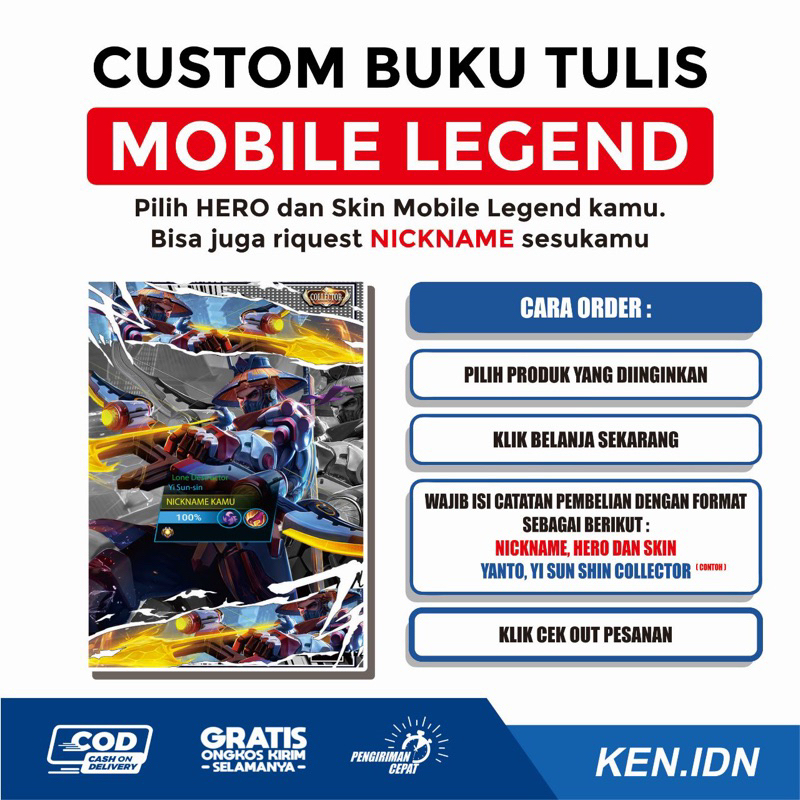 CUSTOM BUKU TULIS
MOBILE LEGEND
Pilih HERO dan Skin Mobile Legend kamu.
Bisa juga riquest NICKNAME sesukamu
COLLECTOR
Lone Destructor
Yi Sun-sin
NICKNAME KAMU
100%
CARA ORDER :
PILIH PRODUK YANG DIINGINKAN
KLIK BELANJA SEKARANG
WAJIB ISI CATATAN PEMBELIAN DENGAN FORMAT
SEBAGAI BERIKUT :
NICKNAME, HERO DAN SKIN
YANTO, YI SUN SHIN COLLECTOR ( CONTOH )
KLIK CEK OUT PESANAN
COD
CASH ON
DELIVERY
GRATIS
ONGKOS KIRIM
- SELAMANYA -
PENGIRIMAN
CEPAT
KEN.IDN